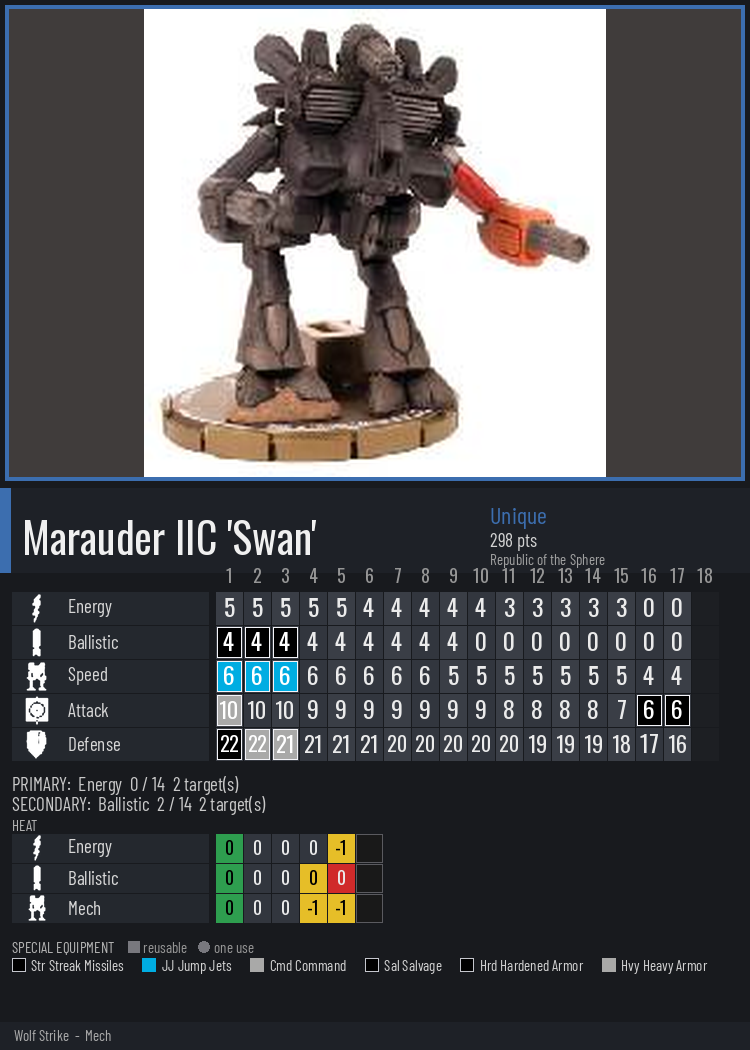 Marauder IIC 'Swan'
Unique
298 pts
Republic of the Sphere
1 2 3 4 5 6 7 8 9 10 11 12 13 14 15 16 17 18
Energy 5 5 5 5 5 4 4 4 4 4 3 3 3 3 3 0 0
Ballistic 4 4 4 4 4 4 4 4 4 0 0 0 0 0 0 0 0
Speed 6 6 6 6 6 6 6 6 5 5 5 5 5 5 5 4 4
Attack 10 10 10 9 9 9 9 9 9 9 8 8 8 8 7 6 6
Defense 22 22 21 21 21 21 20 20 20 20 20 19 19 19 18 17 16
PRIMARY: Energy 0 / 14 2 target(s)
SECONDARY: Ballistic 2 / 14 2 target(s)
HEAT
Energy 0 0 0 0 -1
Ballistic 0 0 0 0 0
Mech 0 0 0 -1 -1
SPECIAL EQUIPMENT reusable one use
Str Streak Missiles JJ Jump Jets Cmd Command Sal Salvage Hrd Hardened Armor Hvy Heavy Armor
Wolf Strike - Mech